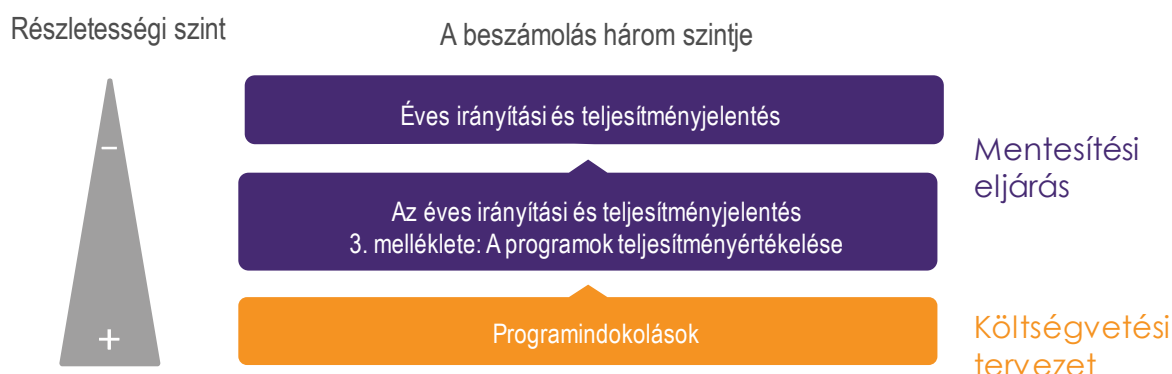 Részletességi szint
A beszámolás három szintje
–
Éves irányítási és teljesítményjelentés
Az éves irányítási és teljesítményjelentés
3. melléklete: A programok teljesítményértékelése
Mentesítési
eljárás
+
Programindokolások
Költségvetési
tervezet